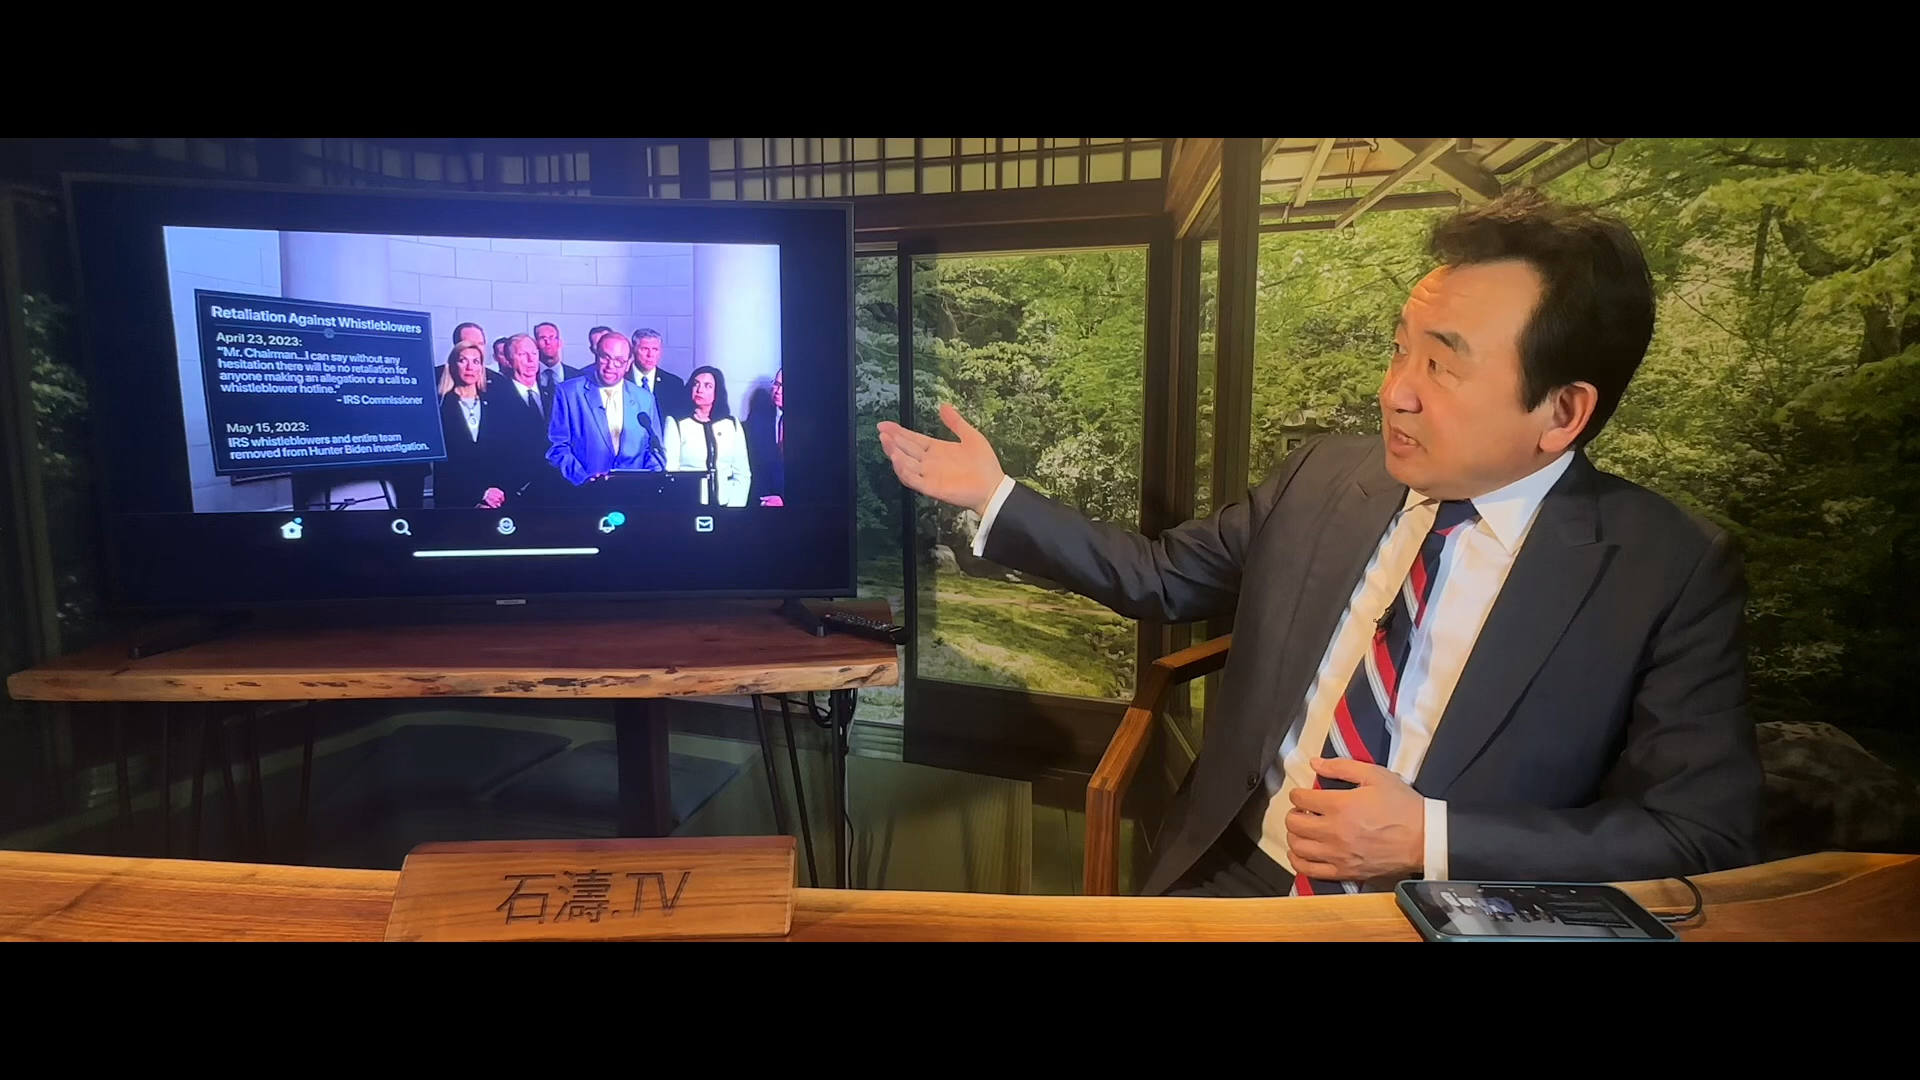 Retaliation Against Whistleblowers
April 23, 2023:
"Mr. Chairman...I can say without any
hesitation there will be no retaliation for
anyone making an allegation or a call to a
whistleblower hotline."
- IRS Commissioner
May 15, 2023:
IRS whistleblowers and entire team
removed from Hunter Biden Investigation.
石濤.TV